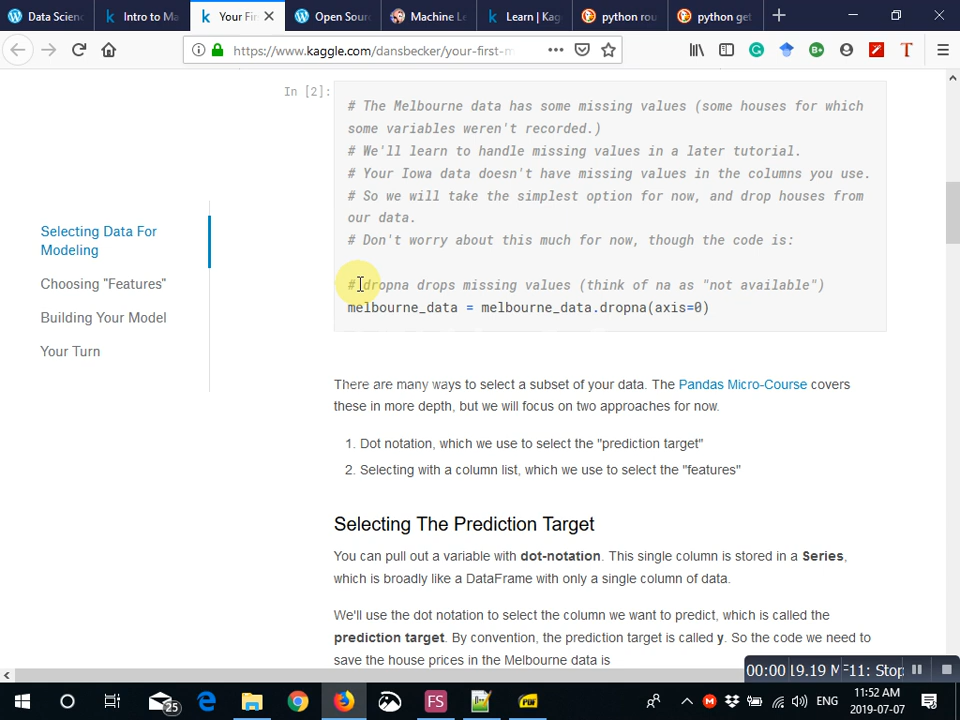 Data Scienc
Intro to Ma
Your Fir
Open Sourc
Machine Le
Learn | Kag
python rou
python get
https://www.kaggle.com/dansbecker/your-first-m
In [2]:
# The Melbourne data has some missing values (some houses for which
some variables weren't recorded.)
# We'll learn to handle missing values in a later tutorial.
# Your Iowa data doesn't have missing values in the columns you use.
# So we will take the simplest option for now, and drop houses from
our data.
# Don't worry about this much for now, though the code is:
# dropna drops missing values (think of na as "not available")
melbourne_data = melbourne_data.dropna(axis=0)
Selecting Data For
Modeling
Choosing "Features"
Building Your Model
Your Turn
There are many ways to select a subset of your data. The Pandas Micro-Course covers
these in more depth, but we will focus on two approaches for now.
1. Dot notation, which we use to select the "prediction target"
2. Selecting with a column list, which we use to select the "features"
Selecting The Prediction Target
You can pull out a variable with dot-notation. This single column is stored in a Series,
which is broadly like a DataFrame with only a single column of data.
We'll use the dot notation to select the column we want to predict, which is called the
prediction target. By convention, the prediction target is called y. So the code we need to
save the house prices in the Melbourne data is
00:00 19.19 M F11: Stop
25
FS
PDF
ENG
11:52 AM
2019-07-07